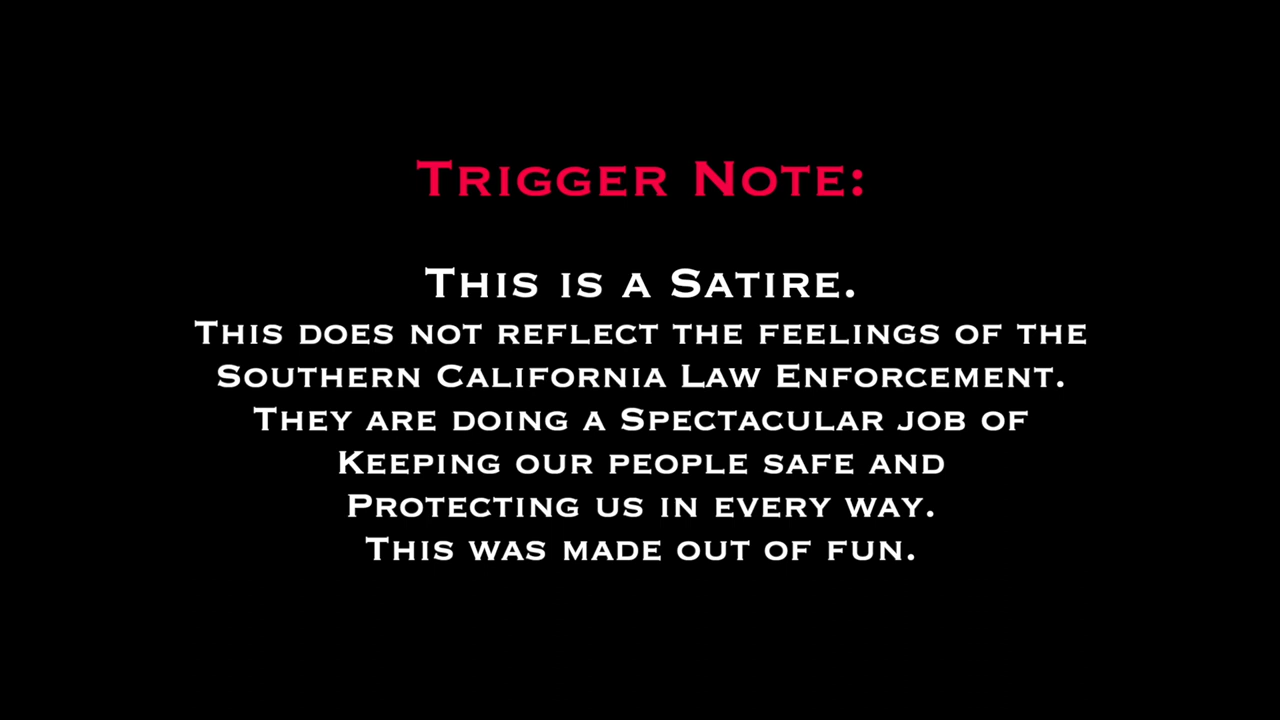 Trigger Note:
This is a Satire.
This does not reflect the feelings of the
Southern California Law Enforcement.
They are doing a Spectacular job of
Keeping our people safe and
Protecting us in every way.
This was made out of fun.